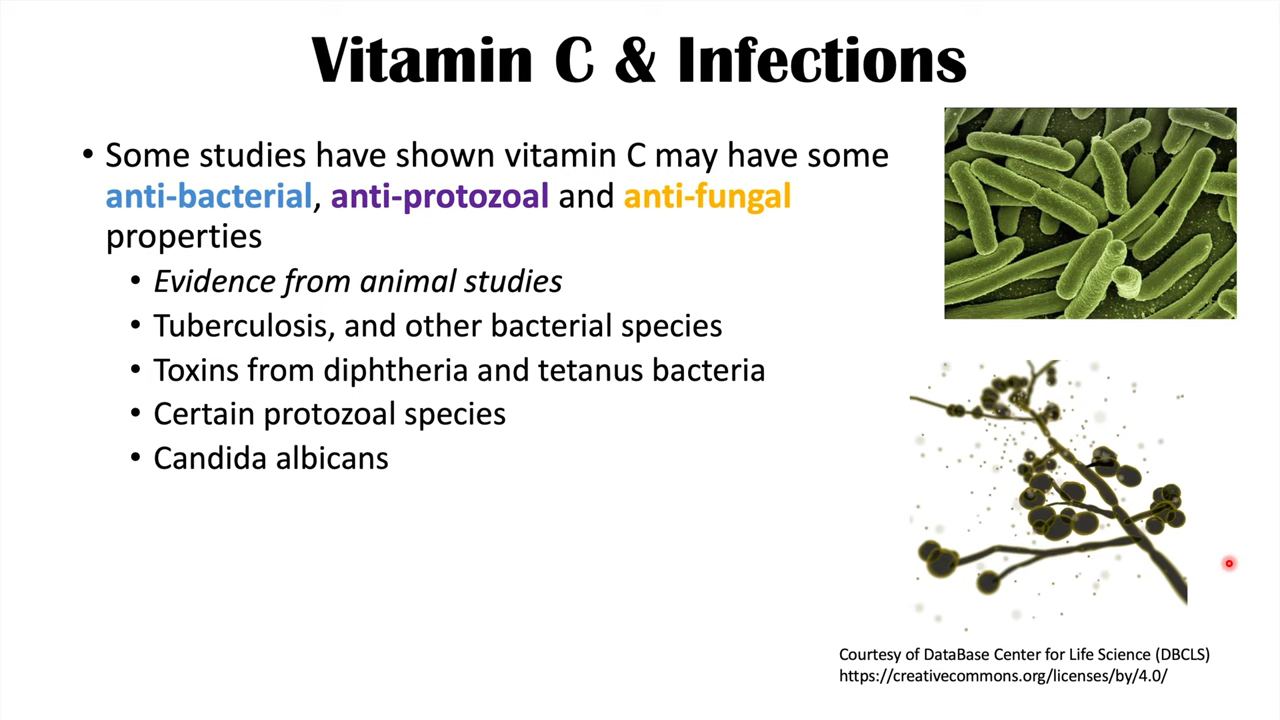 Vitamin C & Infections
• Some studies have shown vitamin C may have some
anti-bacterial, anti-protozoal and anti-fungal
properties
• Evidence from animal studies
• Tuberculosis, and other bacterial species
• Toxins from diphtheria and tetanus bacteria
• Certain protozoal species
• Candida albicans
Courtesy of DataBase Center for Life Science (DBCLS)
https://creativecommons.org/licenses/by/4.0/